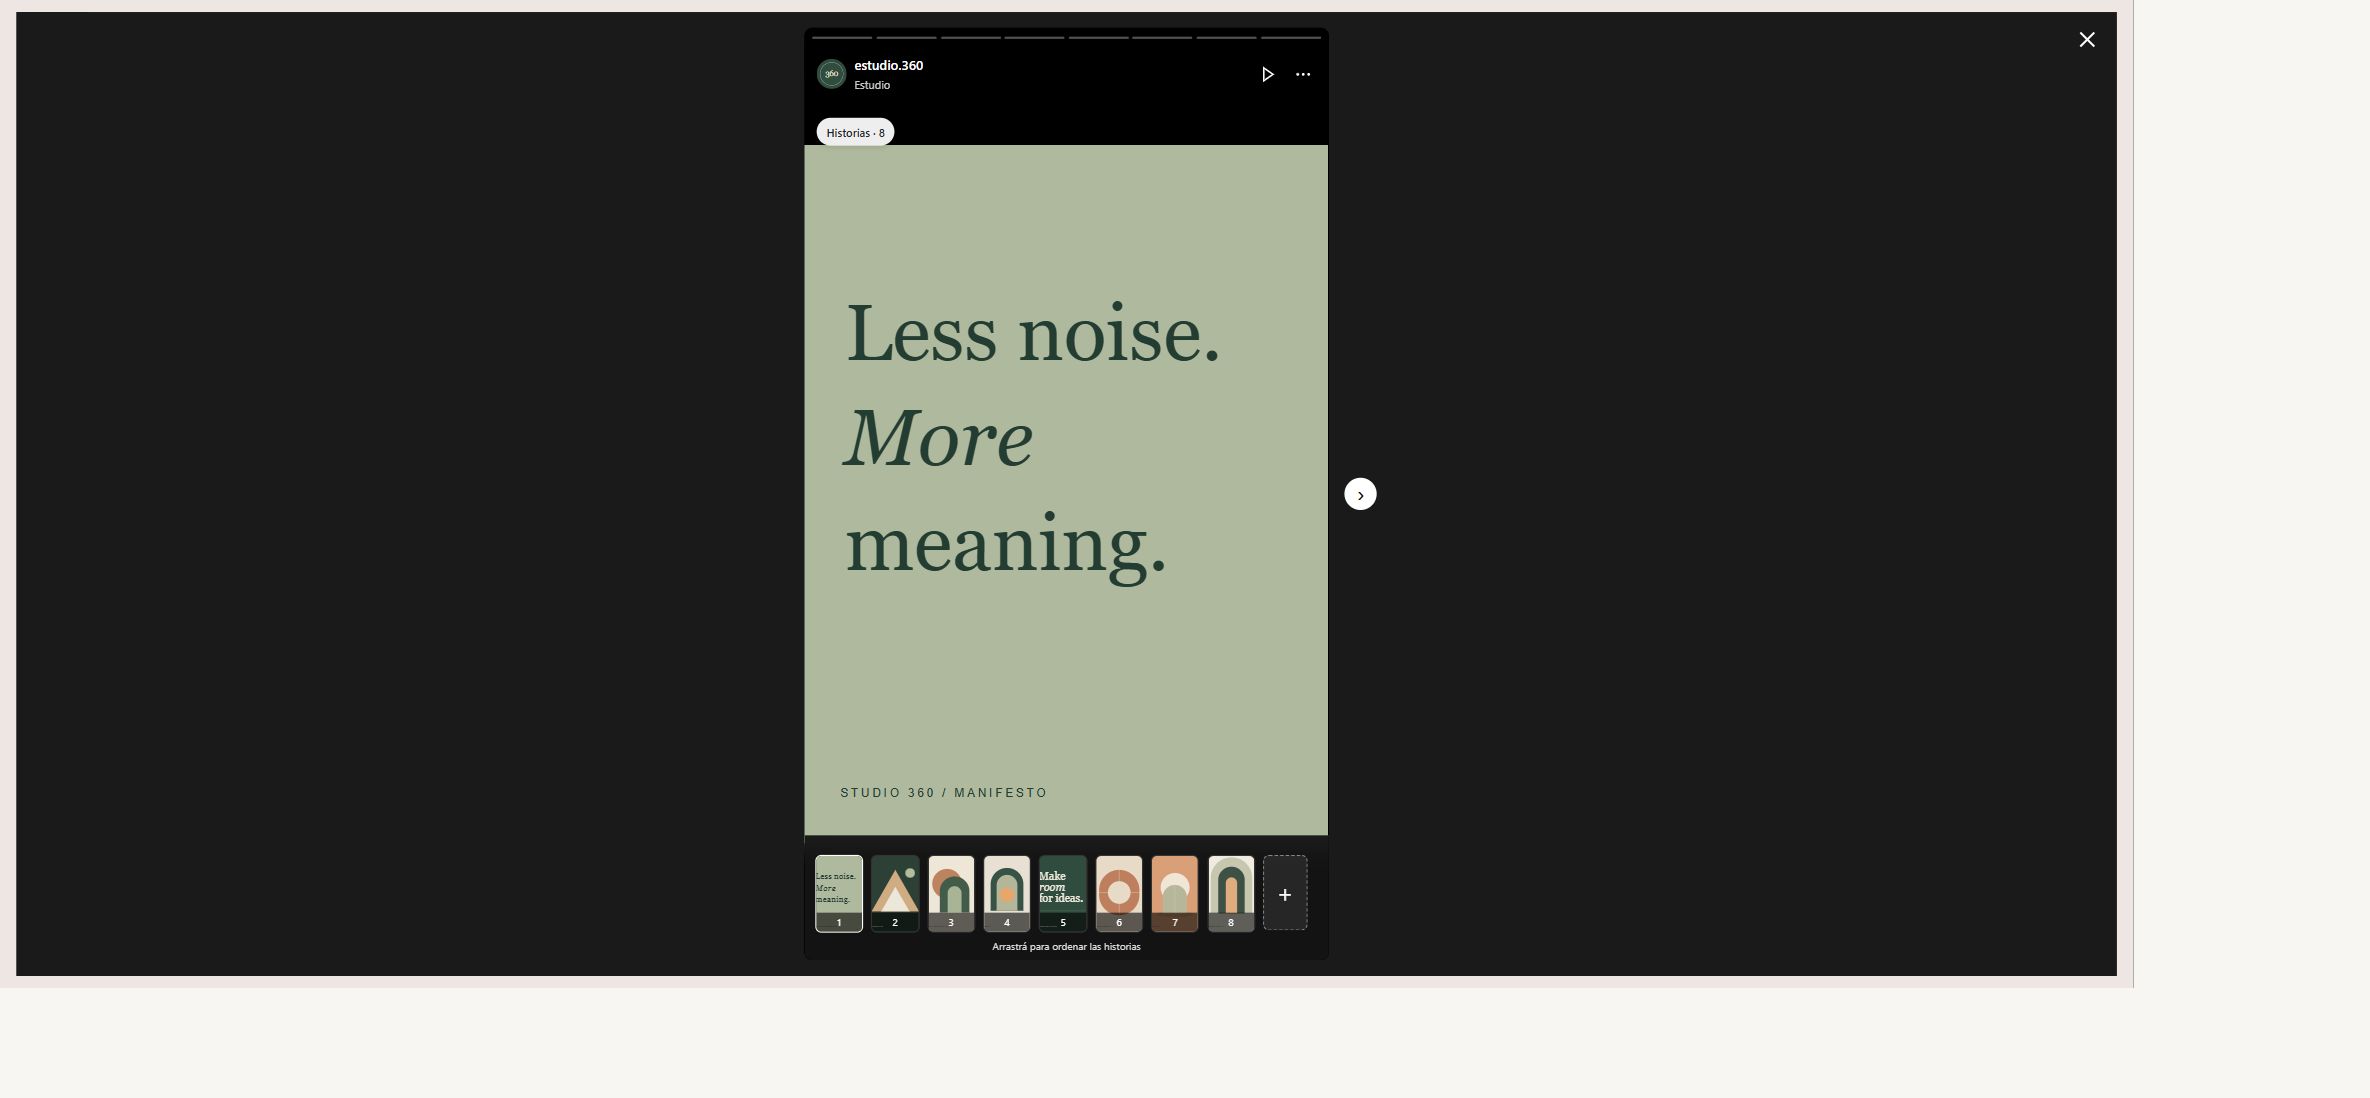 360
estudio.360
Estudio
Historias · 8
Less noise.
More
meaning.
STUDIO 360 / MANIFESTO
Less noise.
More
meaning.
Make
room
for ideas.
1
2
3
4
5
6
7
8
+
Arrastrá para ordenar las historias